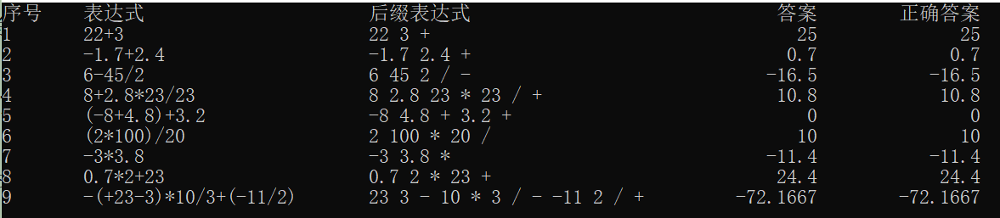 序号 表达式 后缀表达式 答案 正确答案
1 22+3 22 3 + 25 25
2 -1.7+2.4 -1.7 2.4 + 0.7 0.7
3 6-45/2 6 45 2 / - -16.5 -16.5
4 8+2.8*23/23 8 2.8 23 * 23 / + 10.8 10.8
5 (-8+4.8)+3.2 -8 4.8 + 3.2 + 0 0
6 (2*100)/20 2 100 * 20 / 10 10
7 -3*3.8 -3 3.8 * -11.4 -11.4
8 0.7*2+23 0.7 2 * 23 + 24.4 24.4
9 -(+23-3)*10/3+(-11/2) 23 3 - 10 * 3 / - -11 2 / + -72.1667 -72.1667